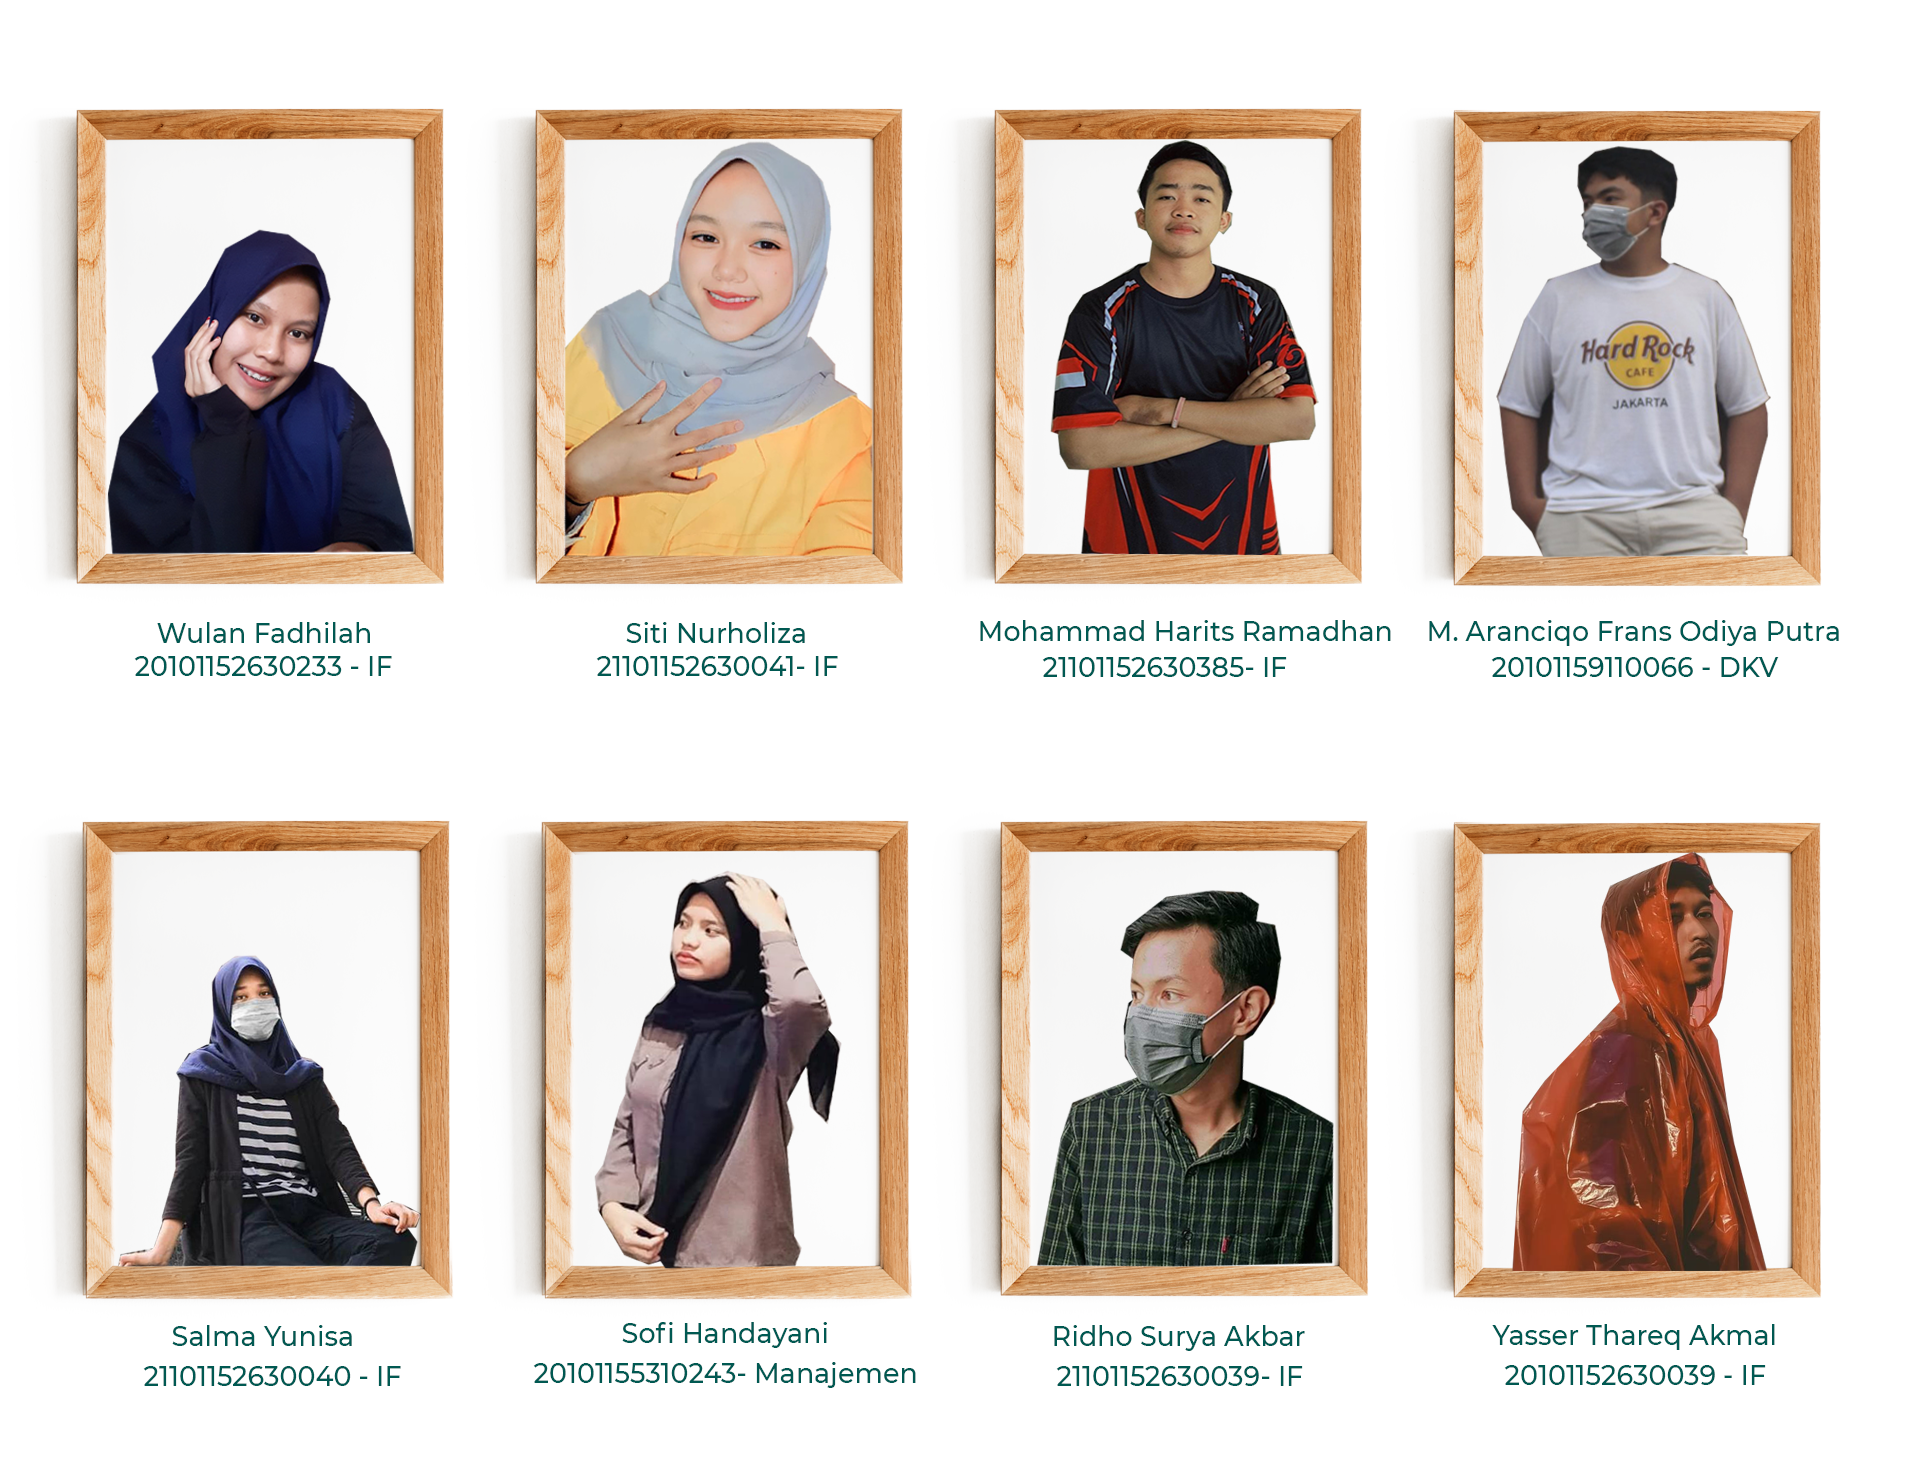 Hard Rock
CAFE
JAKARTA
Wulan Fadhilah
20101152630233 - IF
Siti Nurholiza
21101152630041- IF
Mohammad Harits Ramadhan
21101152630385- IF
M. Aranciqo Frans Odiya Putra
20101159110066 - DKV
Salma Yunisa
21101152630040 - IF
Sofi Handayani
20101155310243- Manajemen
Ridho Surya Akbar
21101152630039- IF
Yasser Thareq Akmal
20101152630039 - IF